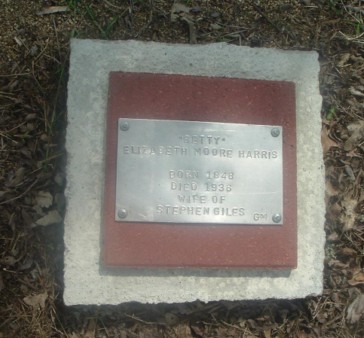 "BETTY"
ELIZABETH MOORE HARRIS
BORN 1848
DIED 1938
WIFE OF
STEPHEN GILES